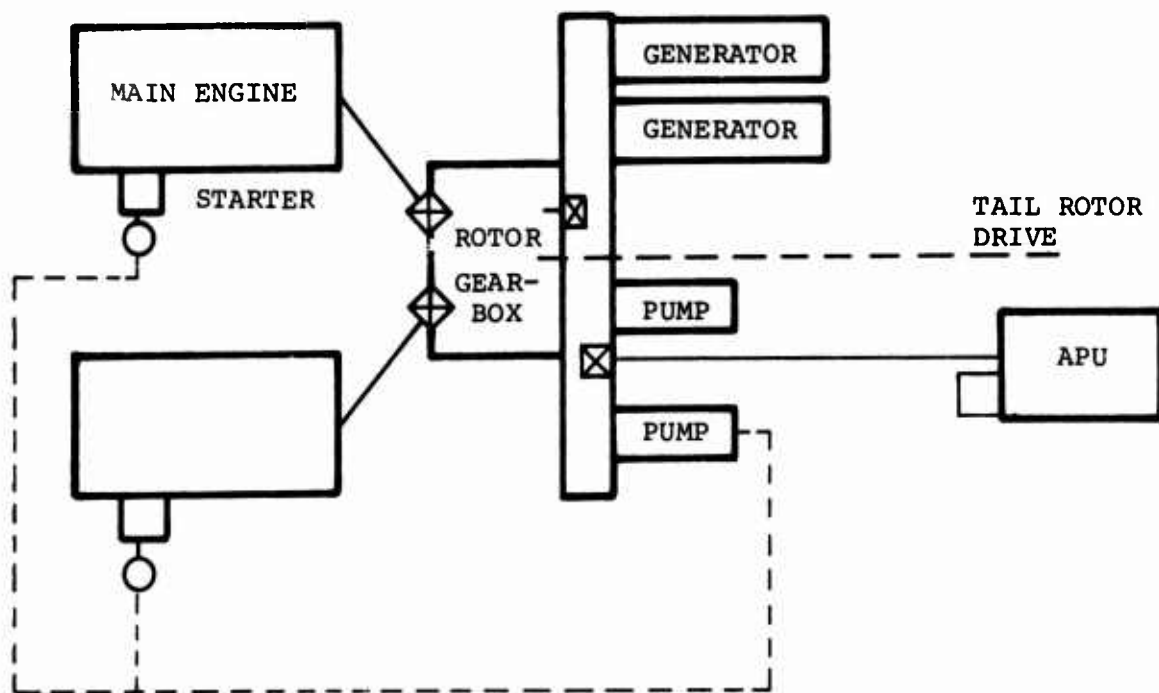 MAIN ENGINE
STARTER
GENERATOR
GENERATOR
ROTOR
GEAR-
BOX
TAIL ROTOR
DRIVE
PUMP
PUMP
APU